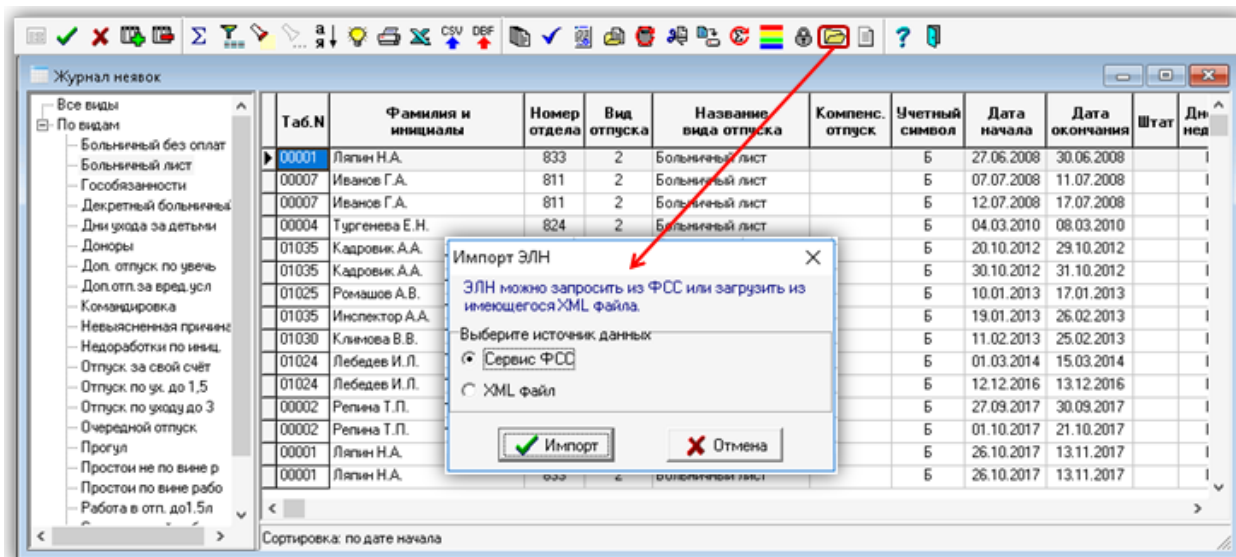 Σ
а я
CSV DBF
?
Журнал неявок
Все виды
По видам
Больничный без оплат
Больничный лист
Гособязанности
Декретный больничный
Дни ухода за детьми
Доноры
Доп. отпуск по увечь
Доп.отп.за вред.усл
Командировка
Невыясненная причина
Недоработки по иниц.
Отпуск за свой счёт
Отпуск по ух. до 1,5
Отпуск по уходу до 3
Очередной отпуск
Прогул
Простои не по вине р
Простои по вине рабо
Работа в отп. до1.5л
Таб.N Фамилия и инициалы Номер отдела Вид отпуска Название вида отпуска Компенс. отпуск Учетный символ Дата начала Дата окончания Штат
00001 Ляпин Н.А. 833 2 Больничный лист Б 27.06.2008 30.06.2008
00007 Иванов Г.А. 811 2 Больничный лист Б 07.07.2008 11.07.2008
00007 Иванов Г.А. 811 2 Больничный лист Б 12.07.2008 17.07.2008
00004 Тургенева Е.Н. 824 2 Больничный лист Б 04.03.2010 08.03.2010
01035 Кадровик А.А. Б 20.10.2012 29.10.2012
01035 Кадровик А.А. Б 30.10.2012 31.10.2012
01025 Ромашов А.В. Б 10.01.2013 17.01.2013
01035 Инспектор А.А. Б 19.01.2013 26.02.2013
01030 Климова В.В. Б 11.02.2013 25.02.2013
01024 Лебедев И.Л. Б 01.03.2014 15.03.2014
01024 Лебедев И.Л. Б 12.12.2016 13.12.2016
00002 Репина Т.П. Б 27.09.2017 30.09.2017
00002 Репина Т.П. Б 01.10.2017 21.10.2017
00001 Ляпин Н.А. Б 26.10.2017 13.11.2017
00001 Ляпин Н.А. 833 2 Больничный лист Б 26.10.2017 13.11.2017
Импорт ЭЛН
ЭЛН можно запросить из ФСС или загрузить из
имеющегося XML файла.
Выберите источник данных
Сервис ФСС
XML файл
Импорт Отмена
Сортировка: по дате начала